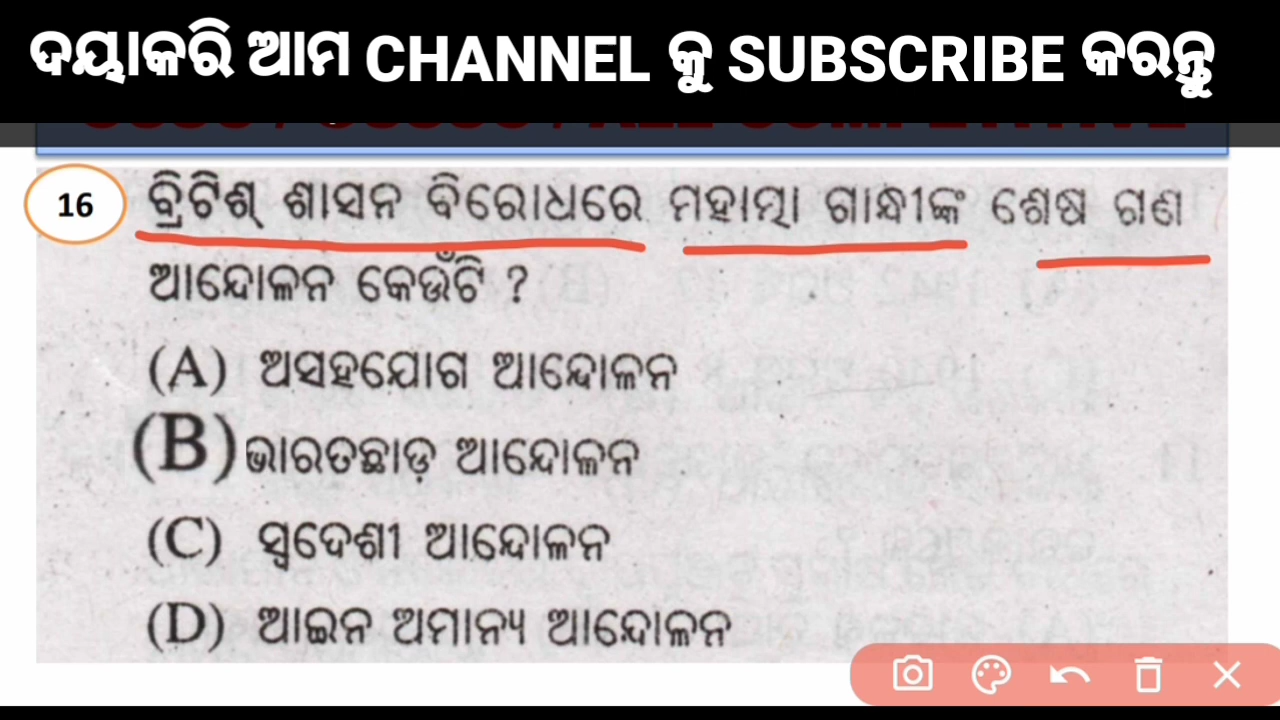 ଦୟାକରି ଆମ CHANNEL କୁ SUBSCRIBE କରନ୍ତୁ
16 ବ୍ରିଟିଶ୍ ଶାସନ ବିରୋଧରେ ମହାତ୍ମା ଗାନ୍ଧୀଙ୍କ ଶେଷ ଗଣ
ଆନ୍ଦୋଳନ କେଉଁଟି ?
(A) ଅସହଯୋଗ ଆନ୍ଦୋଳନ
(B) ଭାରତଛାଡ଼ ଆନ୍ଦୋଳନ
(C) ସ୍ୱଦେଶୀ ଆନ୍ଦୋଳନ
(D) ଆଇନ ଅମାନ୍ୟ ଆନ୍ଦୋଳନ